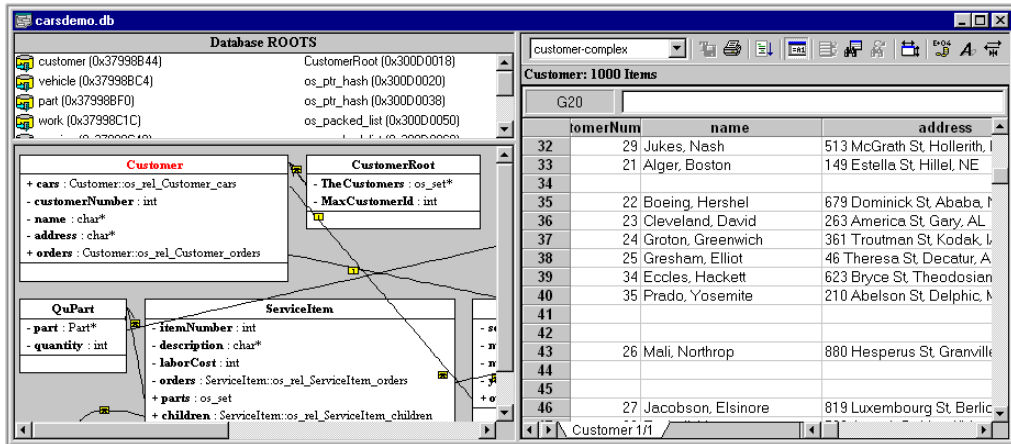 carsdemo.db
Database ROOTS
customer (0x37998B44) CustomerRoot (0x300D0018)
vehicle (0x37998BC4) os_ptr_hash (0x300D0020)
part (0x37998BF0) os_ptr_hash (0x300D0038)
work (0x37998C1C) os_packed_list (0x300D0050)
Customer
+ cars : Customer::os_rel_Customer_cars
- customerNumber : int
- name : char*
- address : char*
+ orders : Customer::os_rel_Customer_orders
CustomerRoot
- TheCustomers : os_set*
- MaxCustomerId : int
QuPart
- part : Part*
- quantity : int
ServiceItem
- itemNumber : int
- description : char*
- laborCost : int
- orders : ServiceItem::os_rel_ServiceItem_orders
+ parts : os_set
+ children : ServiceItem::os_rel_ServiceItem_children
customer-complex
Customer: 1000 Items
G20
tomerNum name address
32 29 Jukes, Nash 513 McGrath St, Hollerith,
33 21 Alger, Boston 149 Estella St, Hillel, NE
34
35 22 Boeing, Hershel 679 Dominick St, Ababa,
36 23 Cleveland, David 263 America St, Gary, AL
37 24 Groton, Greenwich 361 Troutman St, Kodak,
38 25 Gresham, Elliot 46 Theresa St, Decatur, A
39 34 Eccles, Hackett 623 Bryce St, Theodosian
40 35 Prado, Yosemite 210 Abelson St, Delphic,
41
42
43 26 Mali, Northrop 880 Hesperus St, Granville
44
45
46 27 Jacobson, Elsinore 819 Luxembourg St, Berlic
Customer 1/1